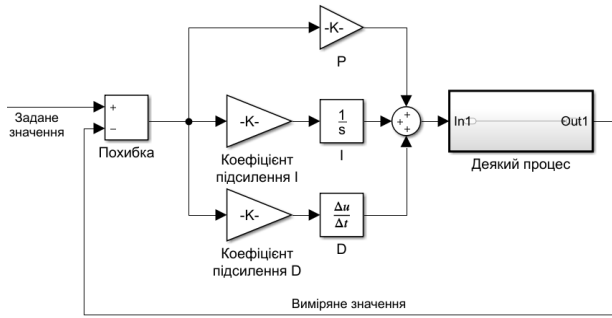 -K-
P
Задане
значення
+
−
Похибка
-K-
Коефіцієнт
підсилення I
1
s
I
+
+
+
In1
Out1
Деякий процес
-K-
Коефіцієнт
підсилення D
Δu
Δt
D
Виміряне значення